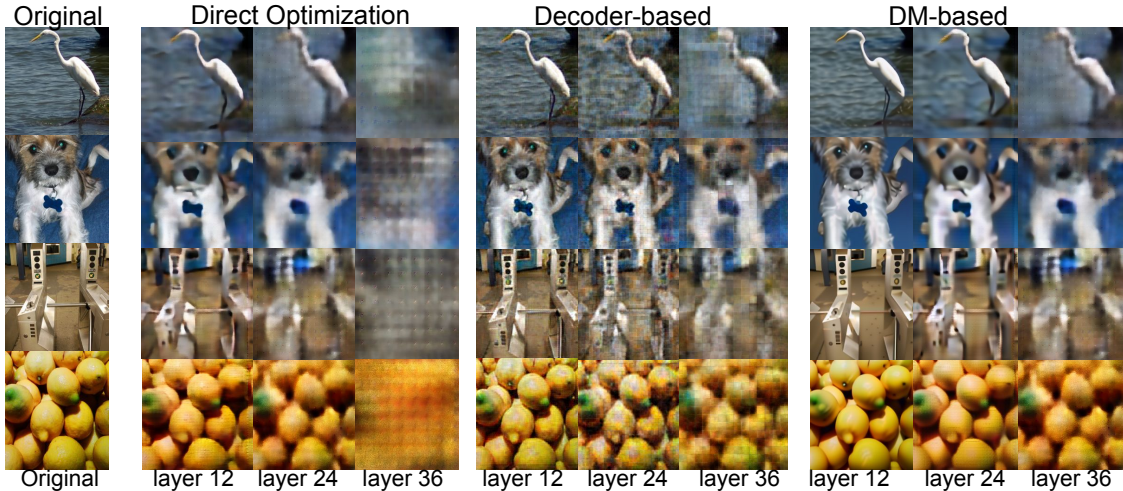 Original Direct Optimization Decoder-based DM-based
Original layer 12 layer 24 layer 36 layer 12 layer 24 layer 36 layer 12 layer 24 layer 36